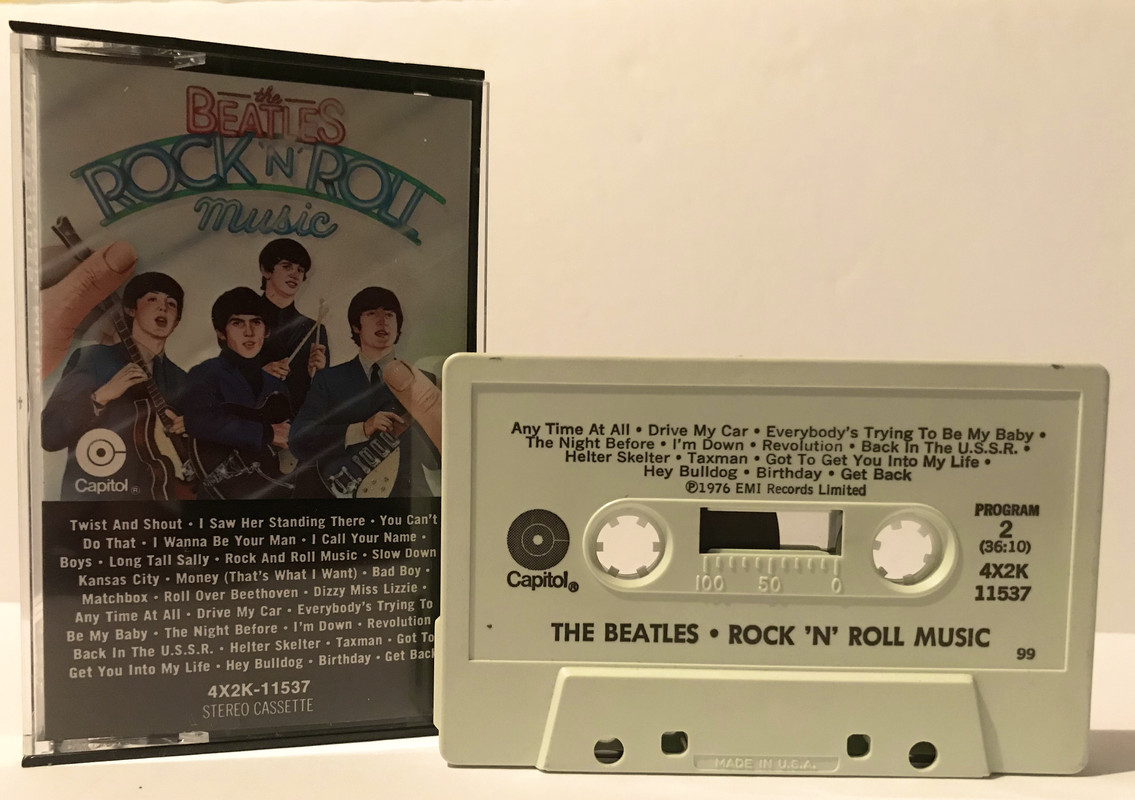 the
BEATLES
ROCK 'N' ROLL
Music
Capitol®
Twist And Shout • I Saw Her Standing There • You Can't
Do That • I Wanna Be Your Man • I Call Your Name •
Boys • Long Tall Sally • Rock And Roll Music • Slow Down
Kansas City • Money (That's What I Want) • Bad Boy •
Matchbox • Roll Over Beethoven • Dizzy Miss Lizzie •
Any Time At All • Drive My Car • Everybody's Trying To
Be My Baby • The Night Before • I'm Down • Revolution
Back In The U.S.S.R. • Helter Skelter • Taxman • Got To
Get You Into My Life • Hey Bulldog • Birthday • Get Back
4X2K-11537
STEREO CASSETTE
Any Time At All • Drive My Car • Everybody's Trying To Be My Baby •
The Night Before • I'm Down • Revolution • Back In The U.S.S.R. •
Helter Skelter • Taxman • Got To Get You Into My Life •
Hey Bulldog • Birthday • Get Back
℗1976 EMI Records Limited
PROGRAM
2
(36:10)
4X2K
11537
Capitol®
100 50 0
THE BEATLES • ROCK 'N' ROLL MUSIC
99
MADE IN U.S.A.